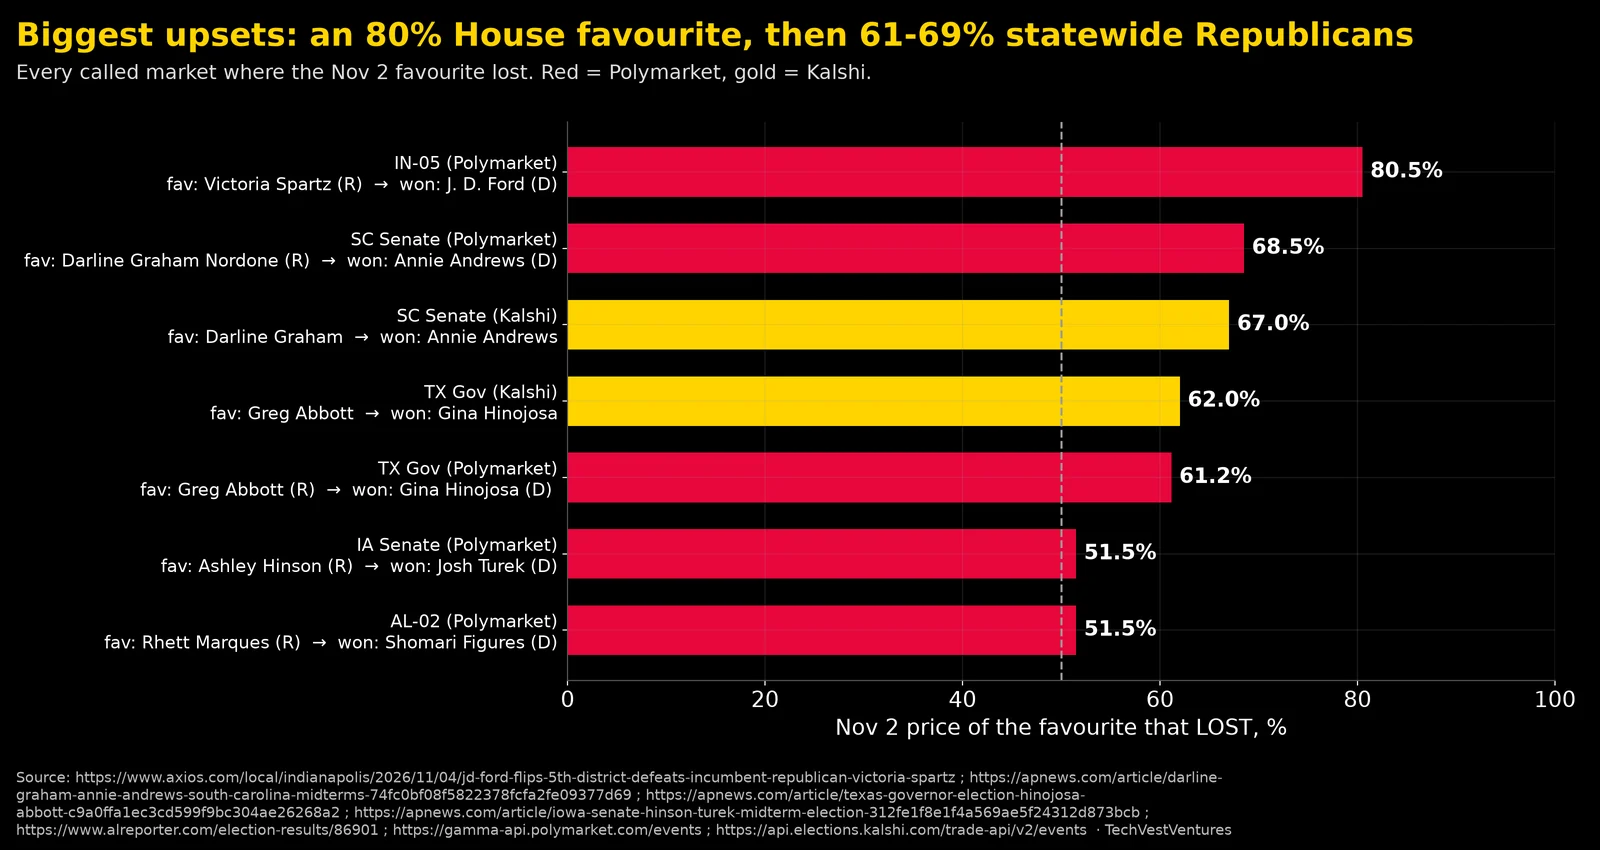 Biggest upsets: an 80% House favourite, then 61-69% statewide Republicans
Every called market where the Nov 2 favourite lost. Red = Polymarket, gold = Kalshi.
IN-05 (Polymarket)
fav: Victoria Spartz (R) → won: J. D. Ford (D)
80.5%
SC Senate (Polymarket)
fav: Darline Graham Nordone (R) → won: Annie Andrews (D)
68.5%
SC Senate (Kalshi)
fav: Darline Graham → won: Annie Andrews
67.0%
TX Gov (Kalshi)
fav: Greg Abbott → won: Gina Hinojosa
62.0%
TX Gov (Polymarket)
fav: Greg Abbott (R) → won: Gina Hinojosa (D)
61.2%
IA Senate (Polymarket)
fav: Ashley Hinson (R) → won: Josh Turek (D)
51.5%
AL-02 (Polymarket)
fav: Rhett Marques (R) → won: Shomari Figures (D)
51.5%
0 20 40 60 80 100
Nov 2 price of the favourite that LOST, %
Source: https://www.axios.com/local/indianapolis/2026/11/04/jd-ford-flips-5th-district-defeats-incumbent-republican-victoria-spartz ; https://apnews.com/article/darline-
graham-annie-andrews-south-carolina-midterms-74fc0bf08f5822378fcfa2fe09377d69 ; https://apnews.com/article/texas-governor-election-hinojosa-
abbott-c9a0ffa1ec3cd599f9bc304ae26268a2 ; https://apnews.com/article/iowa-senate-hinson-turek-midterm-election-312fe1f8e1f4a569ae5f24312d873bcb ;
https://www.alreporter.com/election-results/86901 ; https://gamma-api.polymarket.com/events ; https://api.elections.kalshi.com/trade-api/v2/events · TechVestVentures